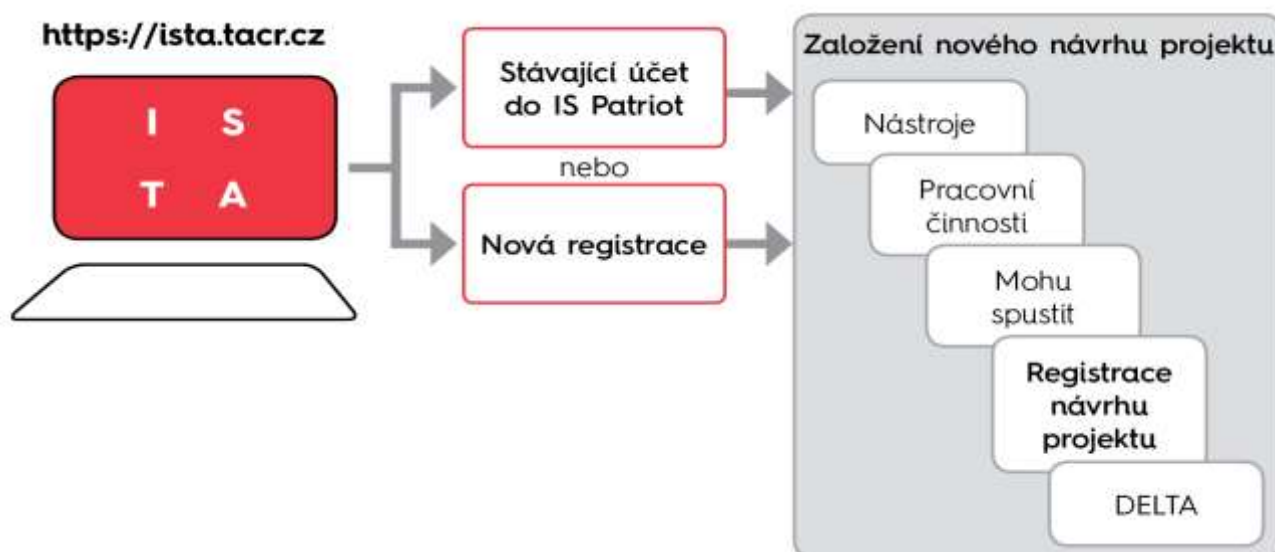 https://ista.tacr.cz
I S
T A
Stávající účet
do IS Patriot
nebo
Nová registrace
Založení nového návrhu projektu
Nástroje
Pracovní
činnosti
Mohu
spustit
Registrace
návrhu
projektu
DELTA